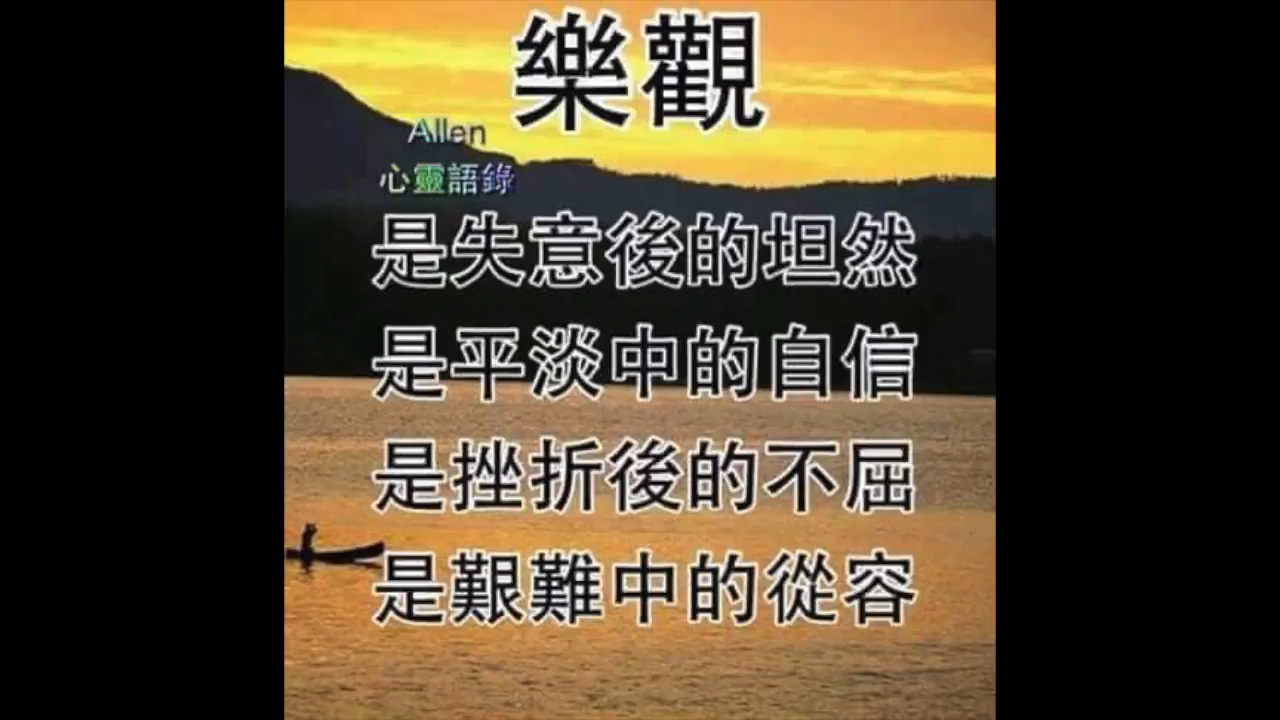 樂觀
Allen
心靈語錄
是失意後的坦然
是平淡中的自信
是挫折後的不屈
是艱難中的從容